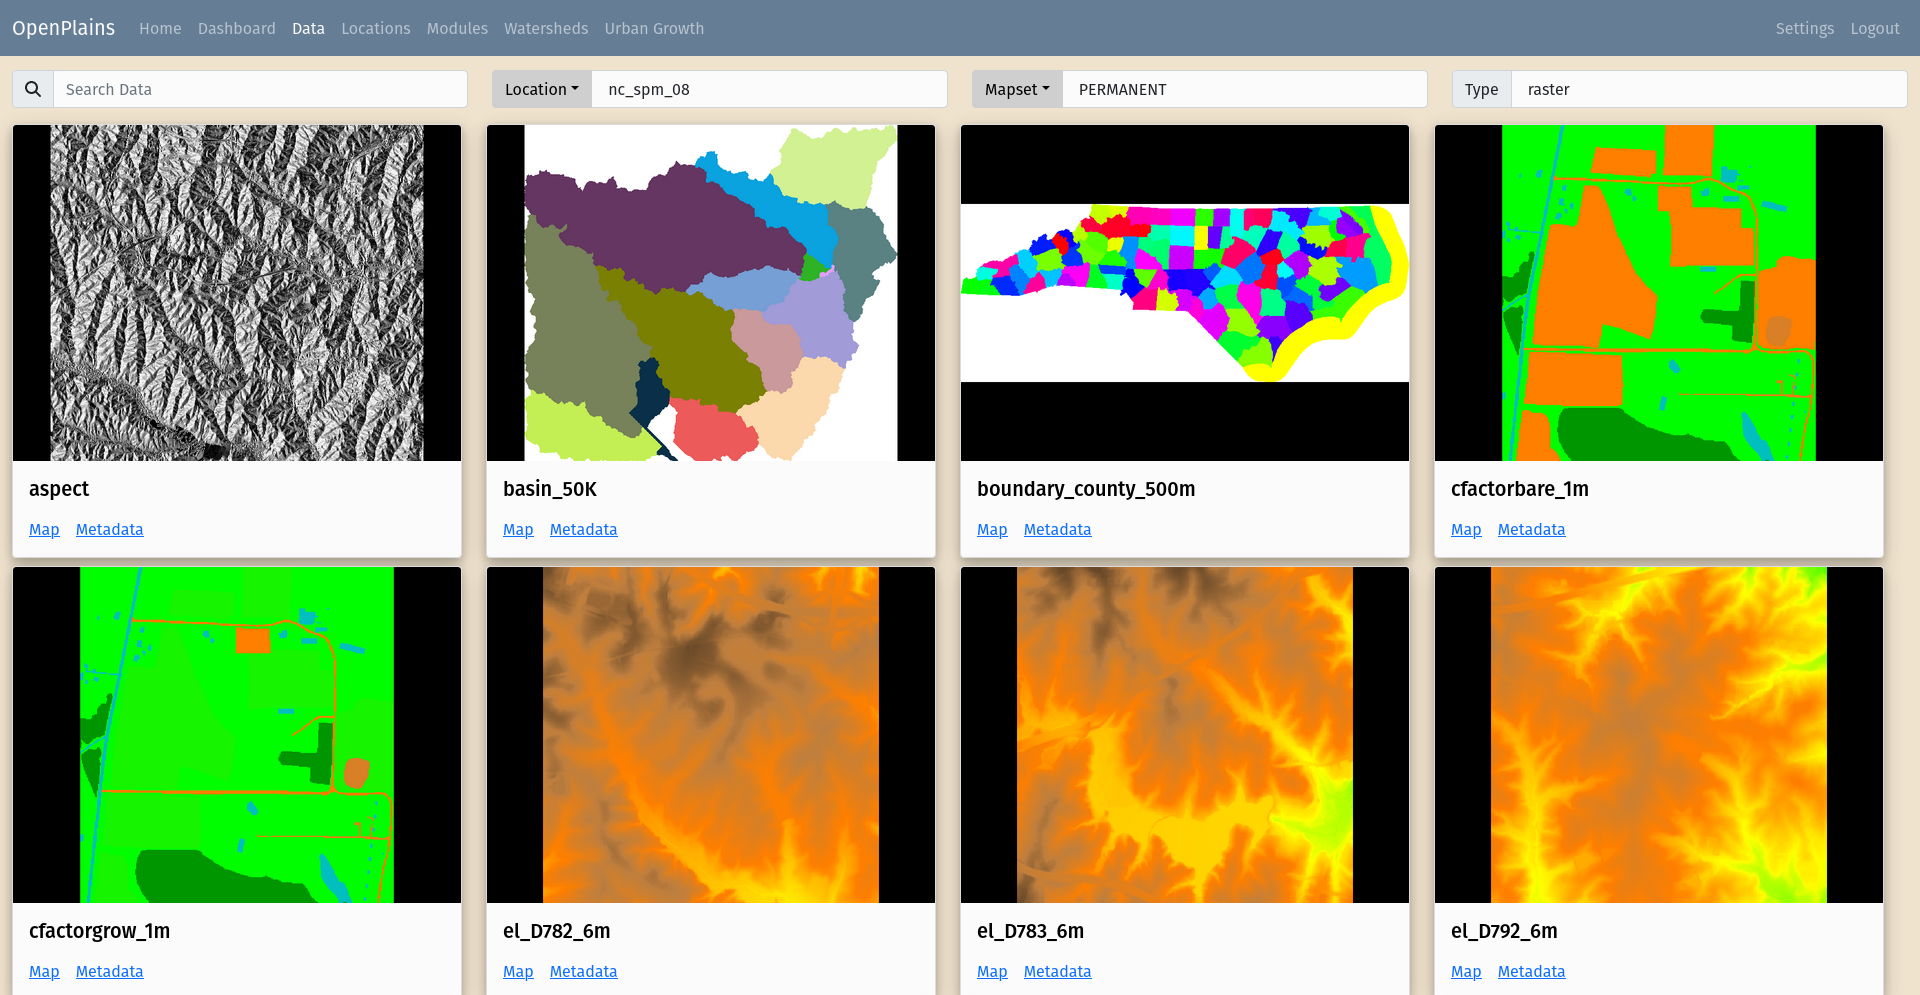 OpenPlains Home Dashboard Data Locations Modules Watersheds Urban Growth Settings Logout
Search Data Location nc_spm_08 Mapset PERMANENT Type raster
aspect basin_50K boundary_county_500m cfactorbare_1m
Map Metadata Map Metadata Map Metadata Map Metadata
cfactorgrow_1m el_D782_6m el_D783_6m el_D792_6m
Map Metadata Map Metadata Map Metadata Map Metadata